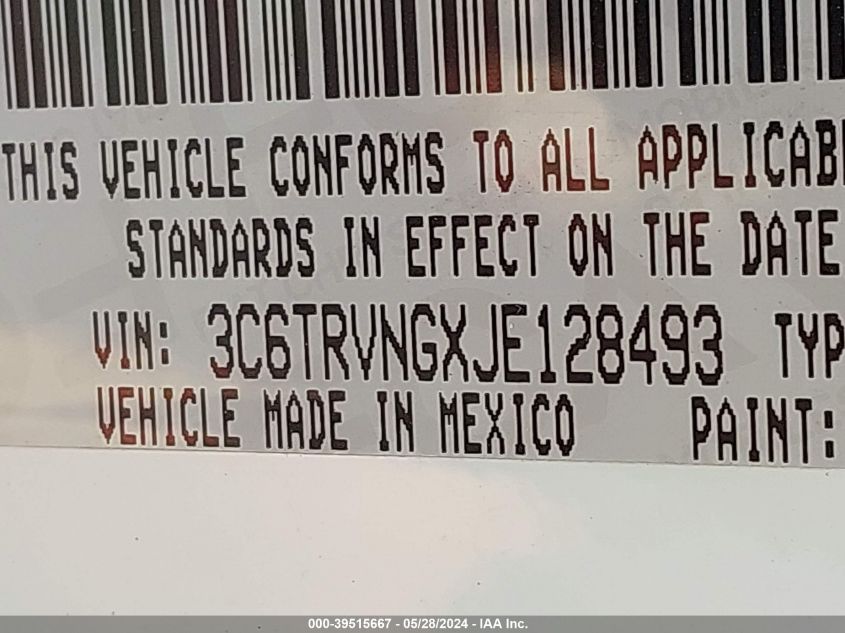 THIS VEHICLE CONFORMS TO ALL APPLICABL
STANDARDS IN EFFECT ON THE DATE
VIN: 3C6TRVNGXJE128493 TYP
VEHICLE MADE IN MEXICO PAINT:
000-39515667 - 05/28/2024 - IAA Inc.